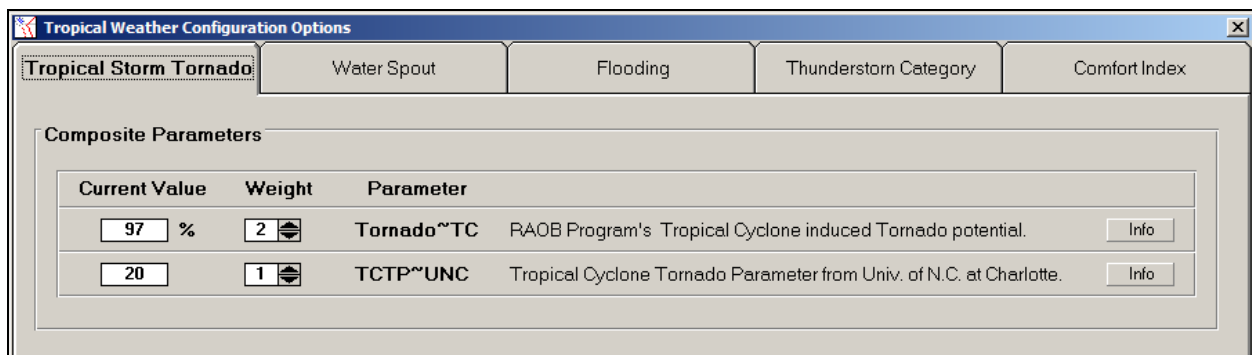 Tropical Weather Configuration Options
Tropical Storm Tornado Water Spout Flooding Thunderstorn Category Comfort Index
Composite Parameters
Current Value Weight Parameter
97 % 2 Tornado~TC RAOB Program's Tropical Cyclone induced Tornado potential. Info
20 1 TCTP~UNC Tropical Cyclone Tornado Parameter from Univ. of N.C. at Charlotte. Info